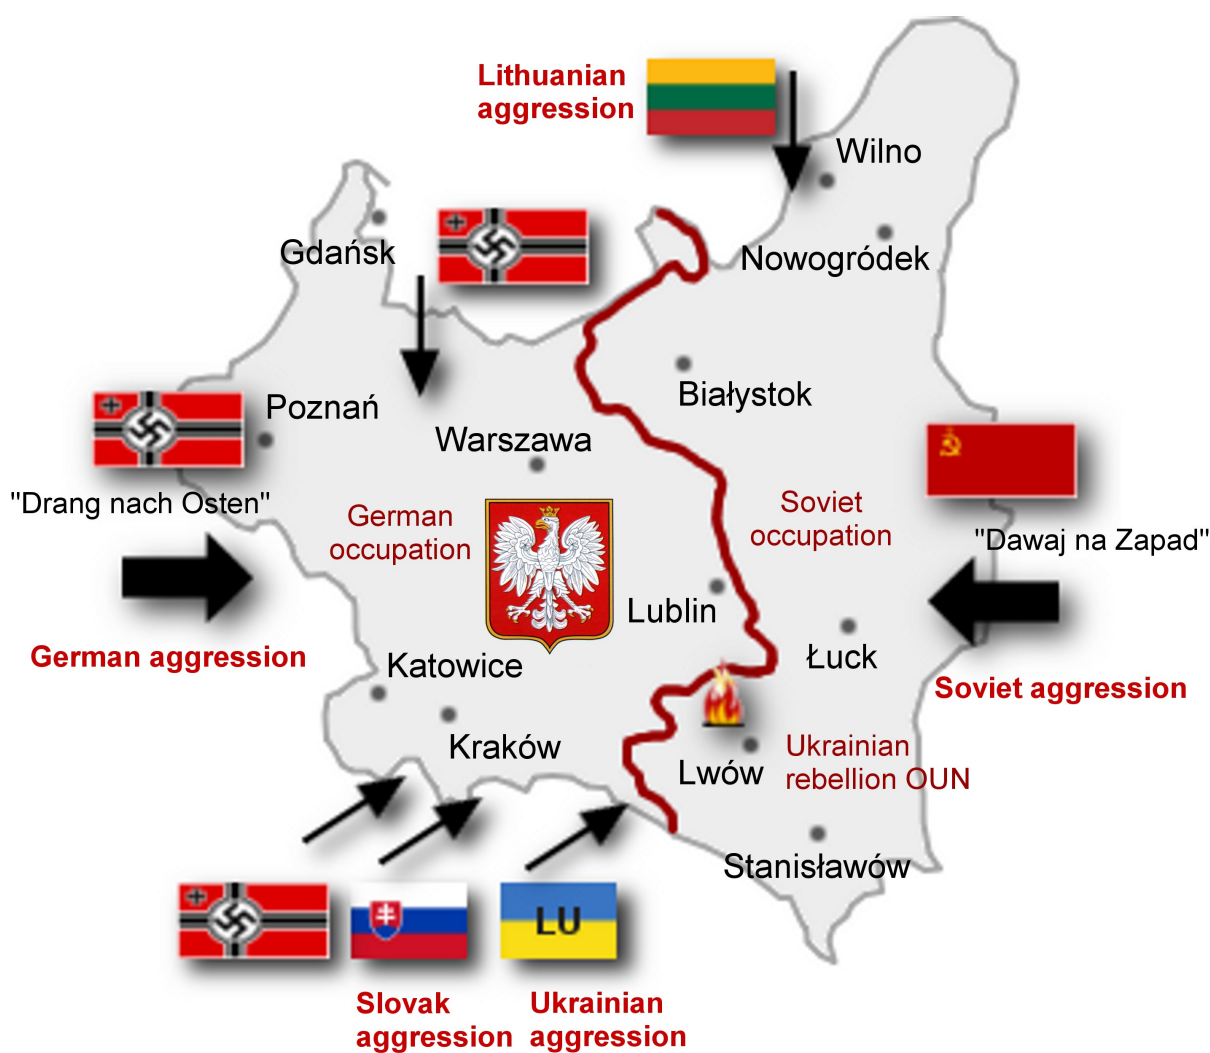 Lithuanian
aggression
Wilno
Nowogródek
Gdańsk
Białystok
Poznań
Warszawa
"Drang nach Osten"
German
occupation
Soviet
occupation
"Dawaj na Zapad"
Lublin
German aggression
Katowice
Łuck
Soviet aggression
Kraków
Lwów
Ukrainian
rebellion OUN
Stanisławów
LU
Slovak
aggression
Ukrainian
aggression